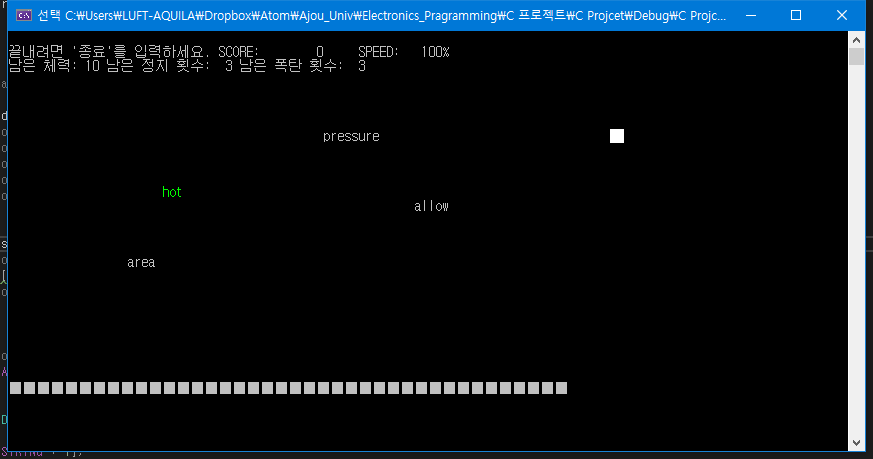 선택 C:₩Users₩LUFT-AQUILA₩Dropbox₩Atom₩Ajou_Univ₩Electronics_Pragramming₩C 프로젝트₩C Projcet₩Debug₩C Projc...
끝내려면 '종료'를 입력하세요. SCORE: 0 SPEED: 100%
남은 체력: 10 남은 정지 횟수: 3 남은 폭탄 횟수: 3
pressure
hot
allow
area